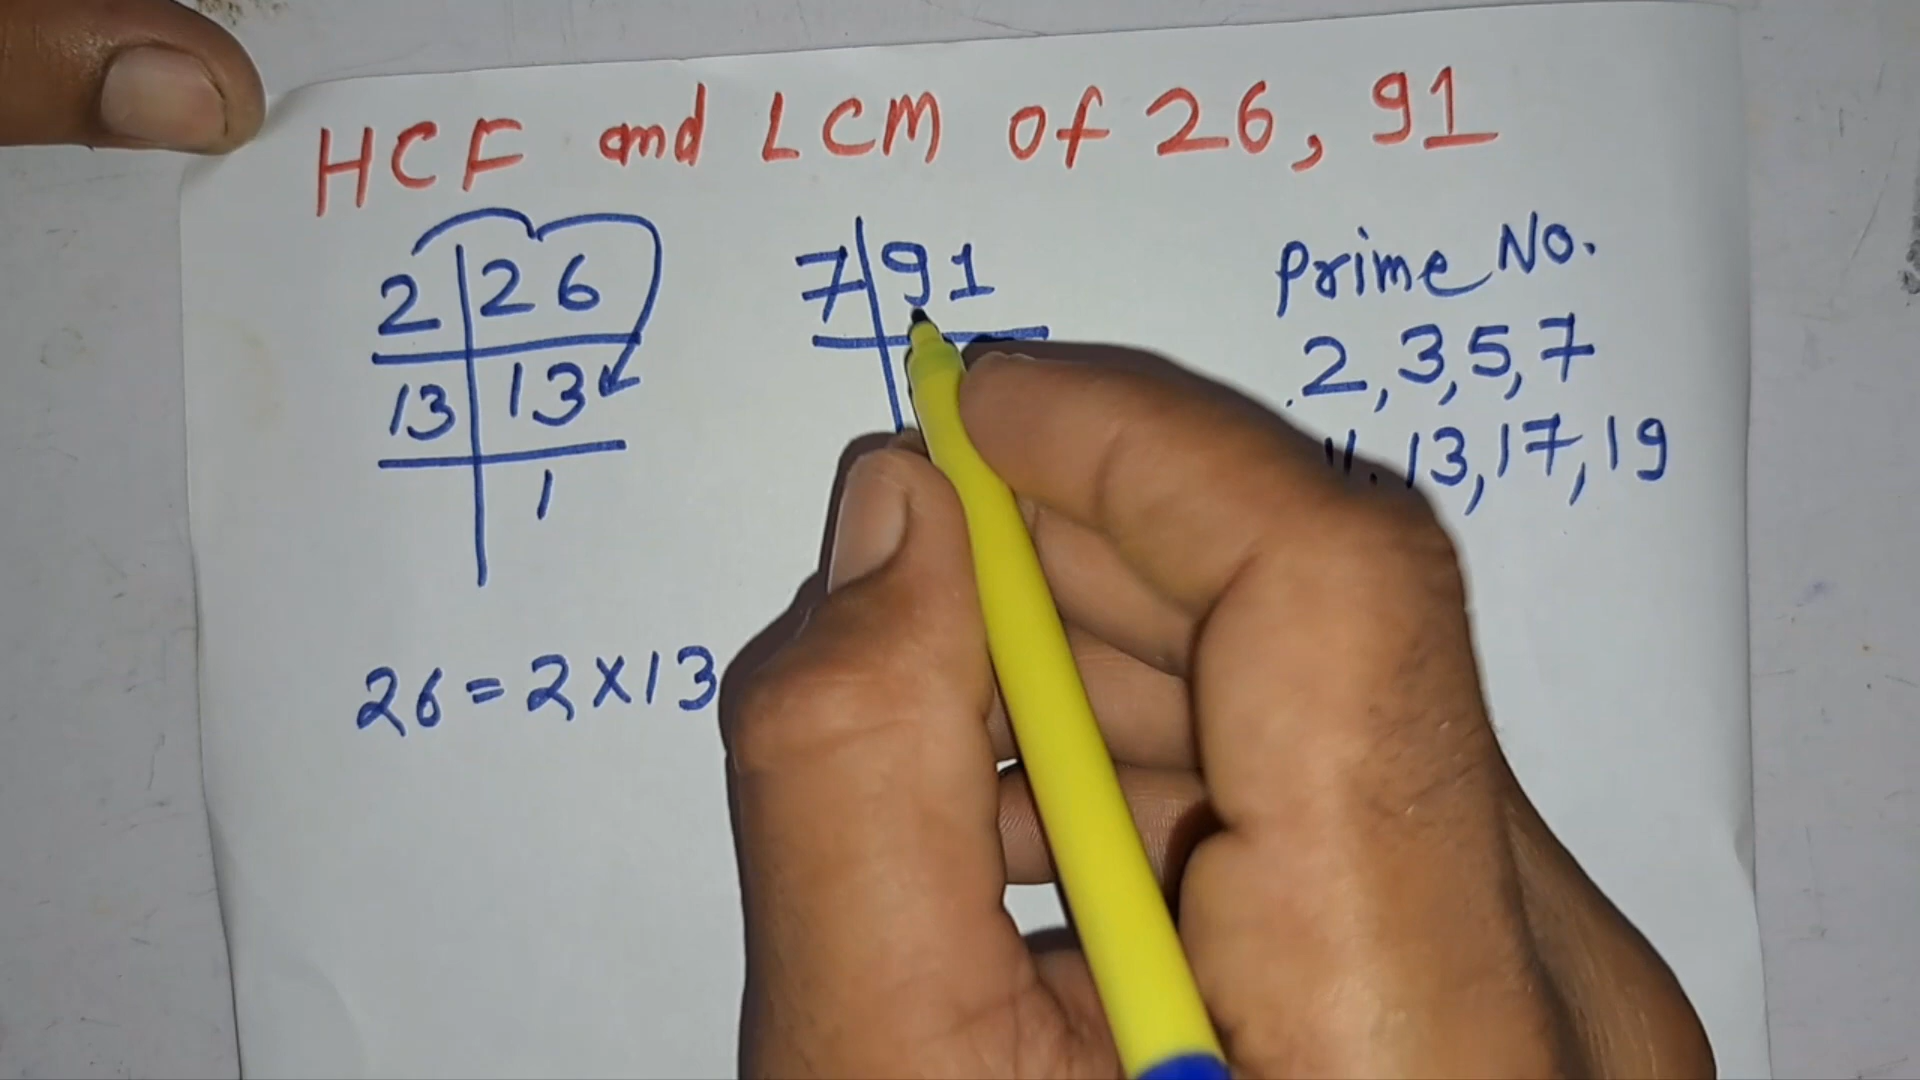 HCF and LCM of 26, 91
2 | 26
13 | 13
1
7 | 91
Prime No.
2, 3, 5, 7
11, 13, 17, 19
26 = 2 × 13